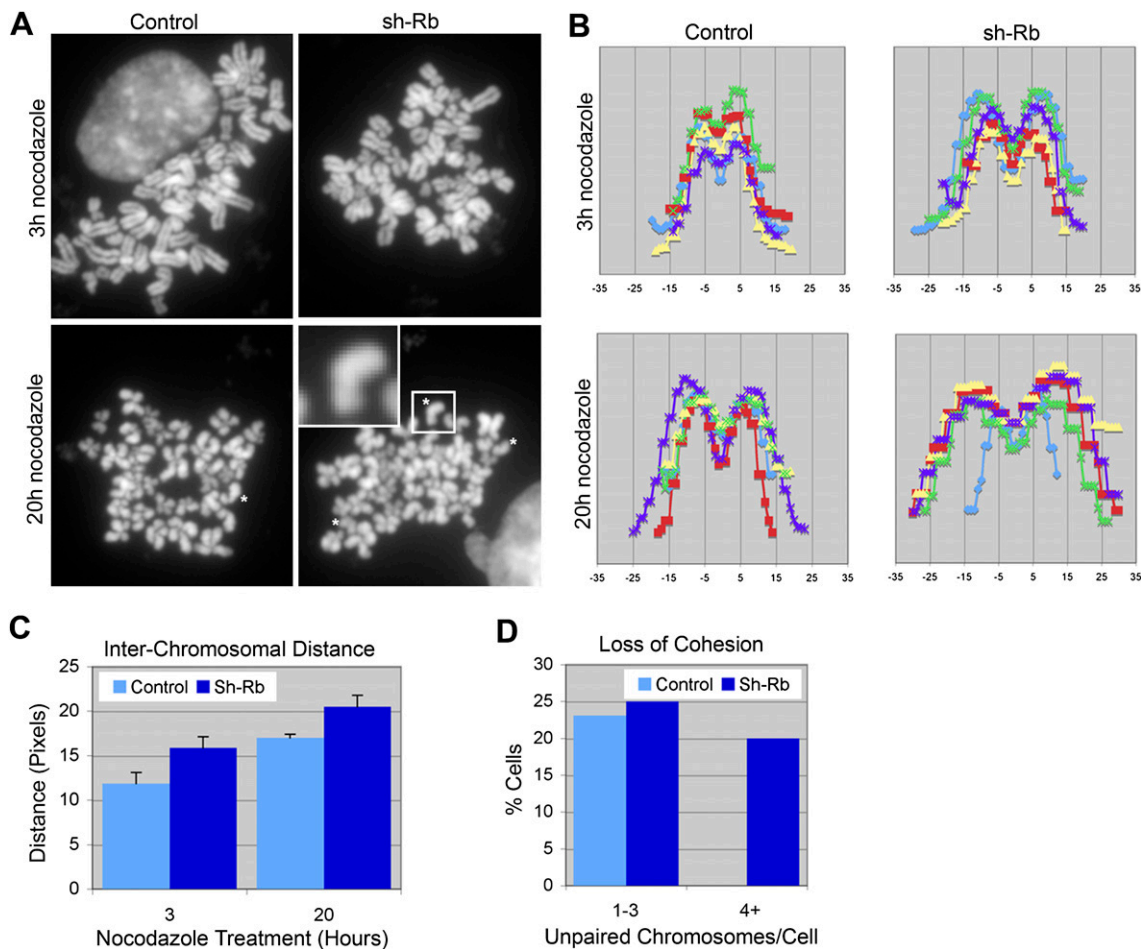 A
Control
sh-Rb
3h nocodazole
20h nocodazole
*
*
*
*
B
Control
sh-Rb
3h nocodazole
-35 -25 -15 -5 5 15 25 35
-35 -25 -15 -5 5 15 25 35
20h nocodazole
-35 -25 -15 -5 5 15 25 35
-35 -25 -15 -5 5 15 25 35
C
Inter-Chromosomal Distance
Control Sh-Rb
Distance (Pixels)
25
20
15
10
5
0
3 20
Nocodazole Treatment (Hours)
D
Loss of Cohesion
Control Sh-Rb
% Cells
30
25
20
15
10
5
0
1-3 4+
Unpaired Chromosomes/Cell